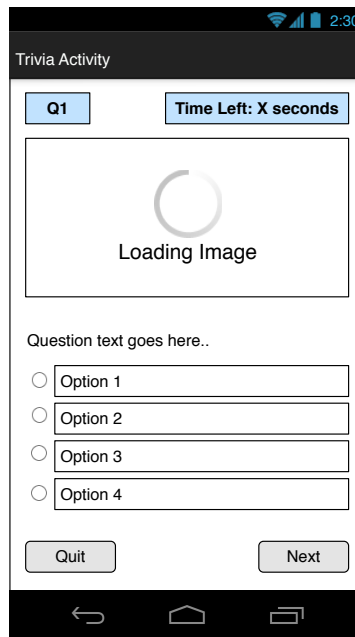 2:30
Trivia Activity
Q1
Time Left: X seconds
Loading Image
Question text goes here..
Option 1
Option 2
Option 3
Option 4
Quit
Next